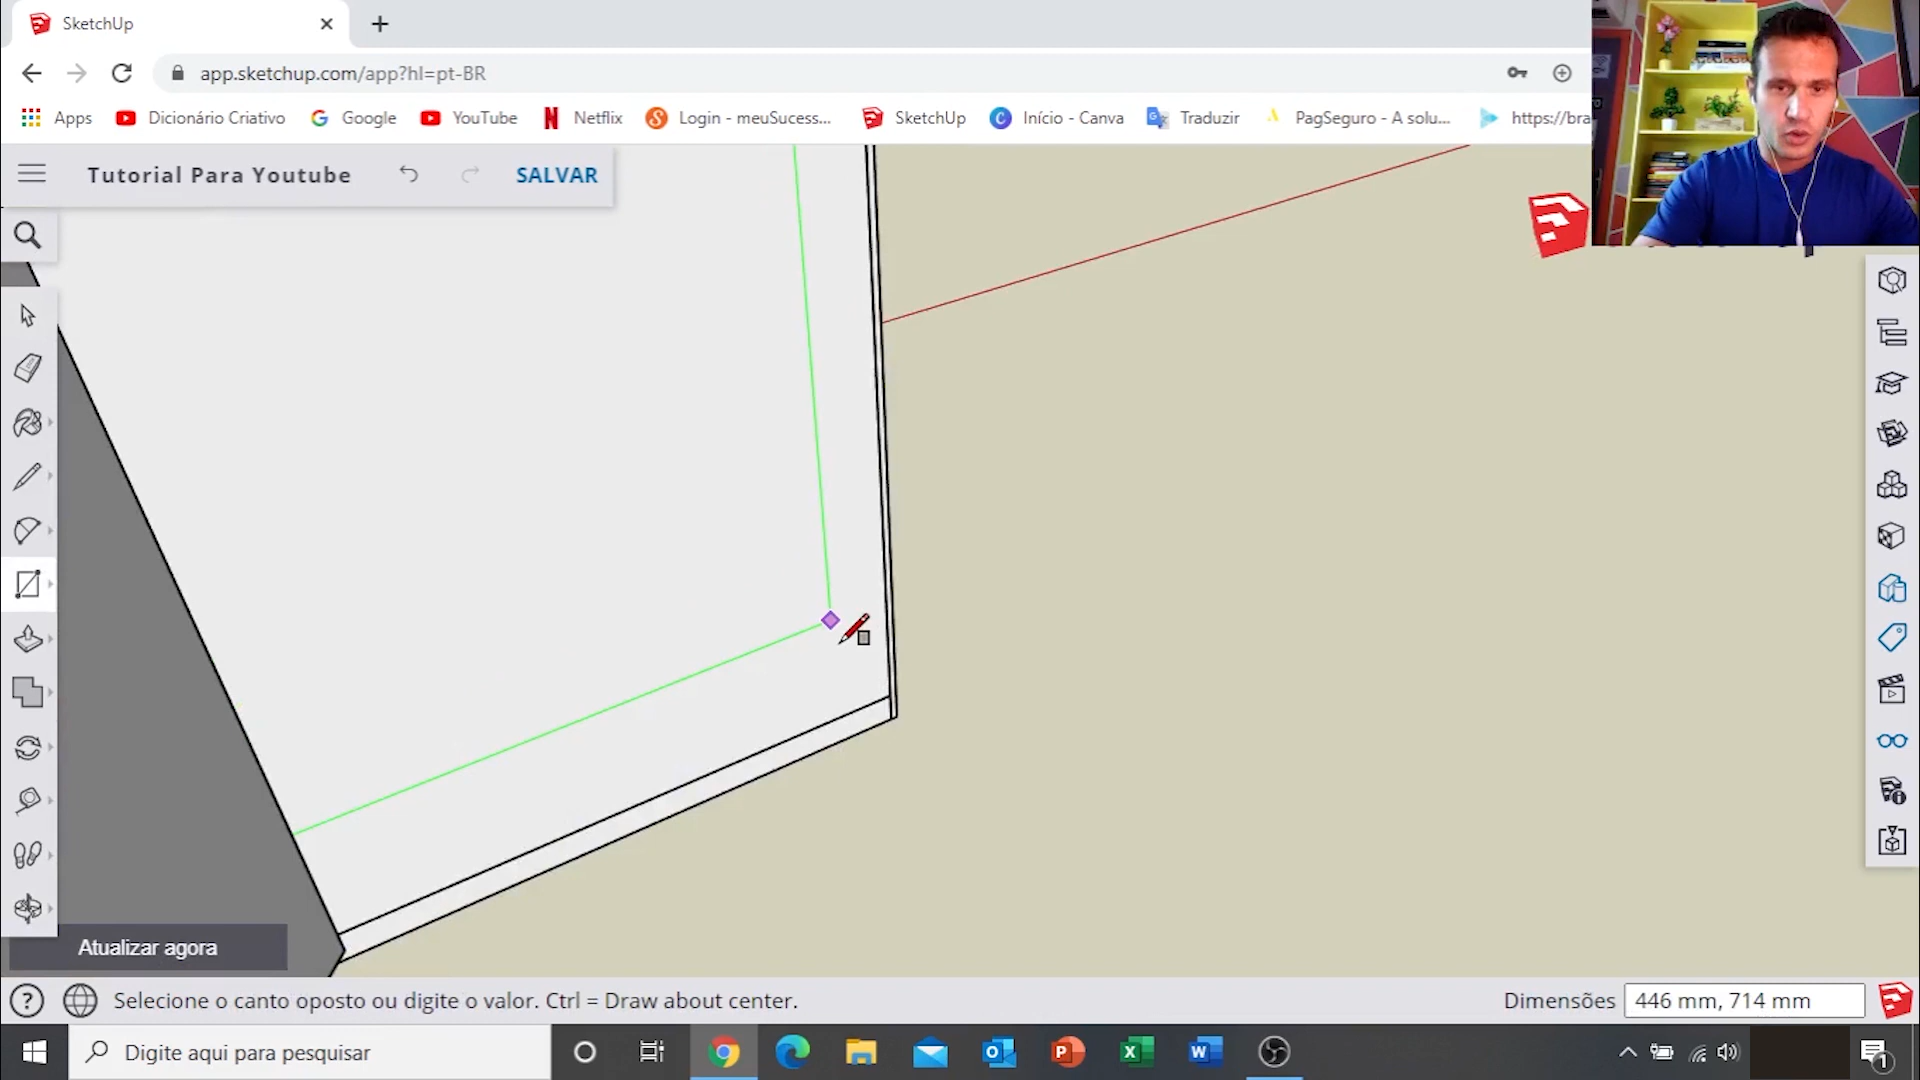 SketchUp
app.sketchup.com/app?hl=pt-BR
Apps Dicionário Criativo Google YouTube Netflix Login - meuSucess... SketchUp Início - Canva Traduzir PagSeguro - A solu... https://bra
Tutorial Para Youtube SALVAR
Atualizar agora
Selecione o canto oposto ou digite o valor. Ctrl = Draw about center. Dimensões 446 mm, 714 mm
Digite aqui para pesquisar
1